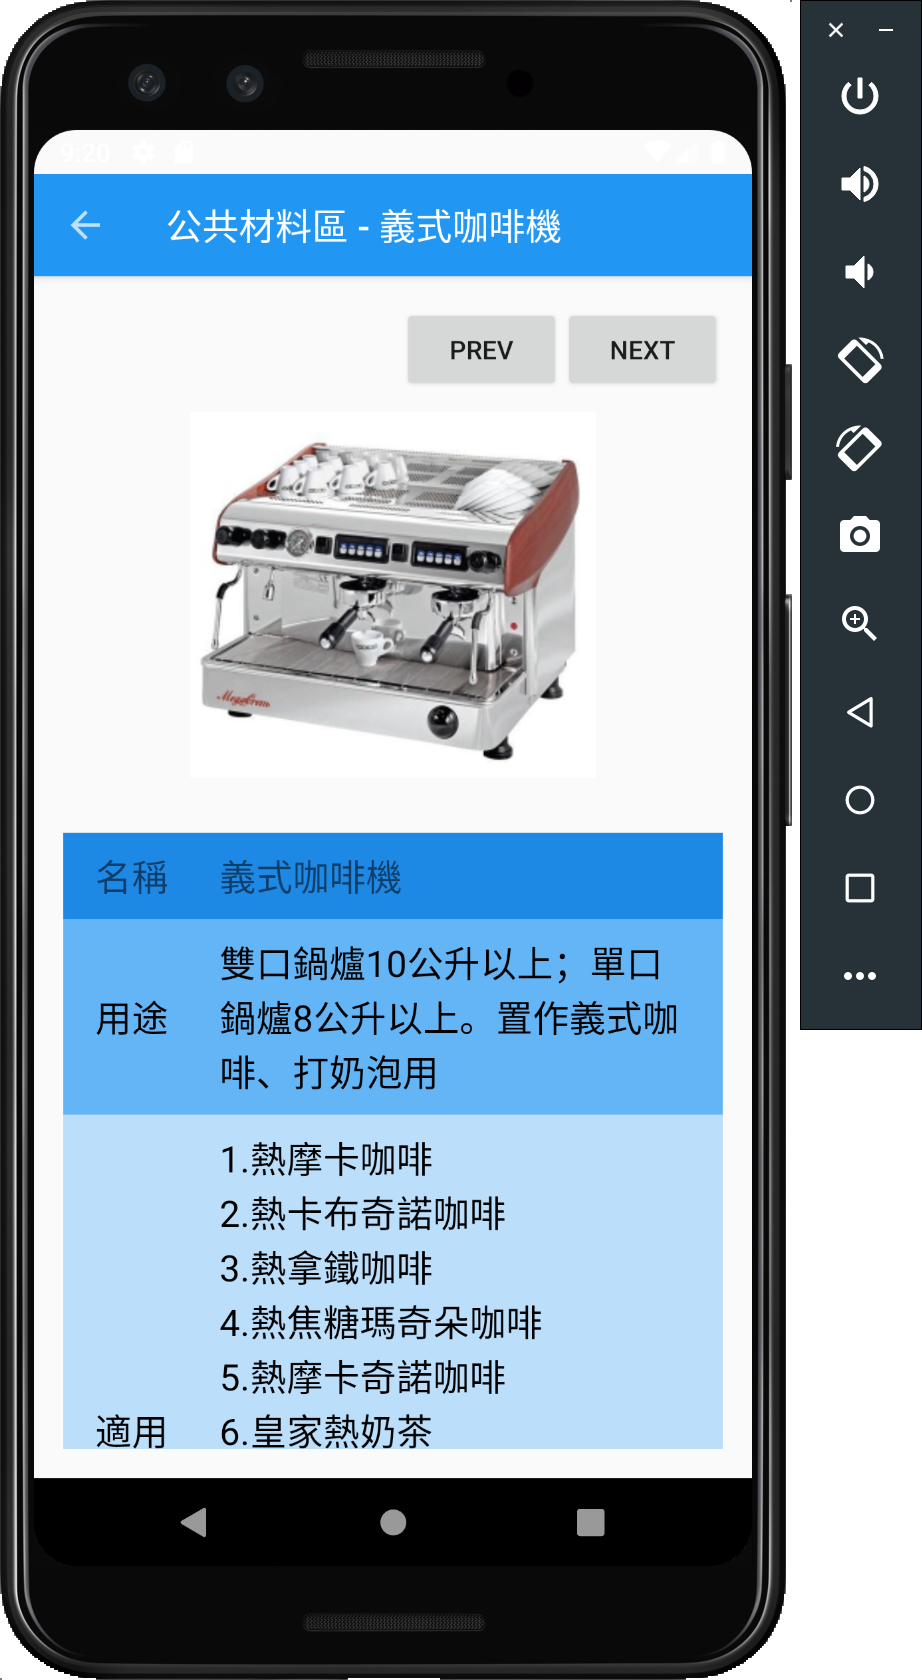 9:20
公共材料區 - 義式咖啡機
PREV
NEXT
名稱
義式咖啡機
用途
雙口鍋爐10公升以上；單口
鍋爐8公升以上。置作義式咖
啡、打奶泡用
1.熱摩卡咖啡
2.熱卡布奇諾咖啡
3.熱拿鐵咖啡
4.熱焦糖瑪奇朵咖啡
5.熱摩卡奇諾咖啡
適用
6.皇家熱奶茶